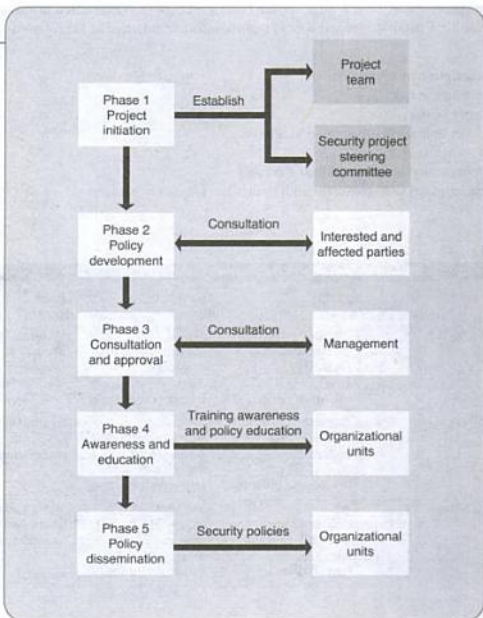 Phase 1
Project
initiation
Establish
Project
team
Security project
steering
committee
Phase 2
Policy
development
Consultation
Interested and
affected parties
Phase 3
Consultation
and approval
Consultation
Management
Phase 4
Awareness and
education
Training awareness
and policy education
Organizational
units
Phase 5
Policy
dissemination
Security policies
Organizational
units